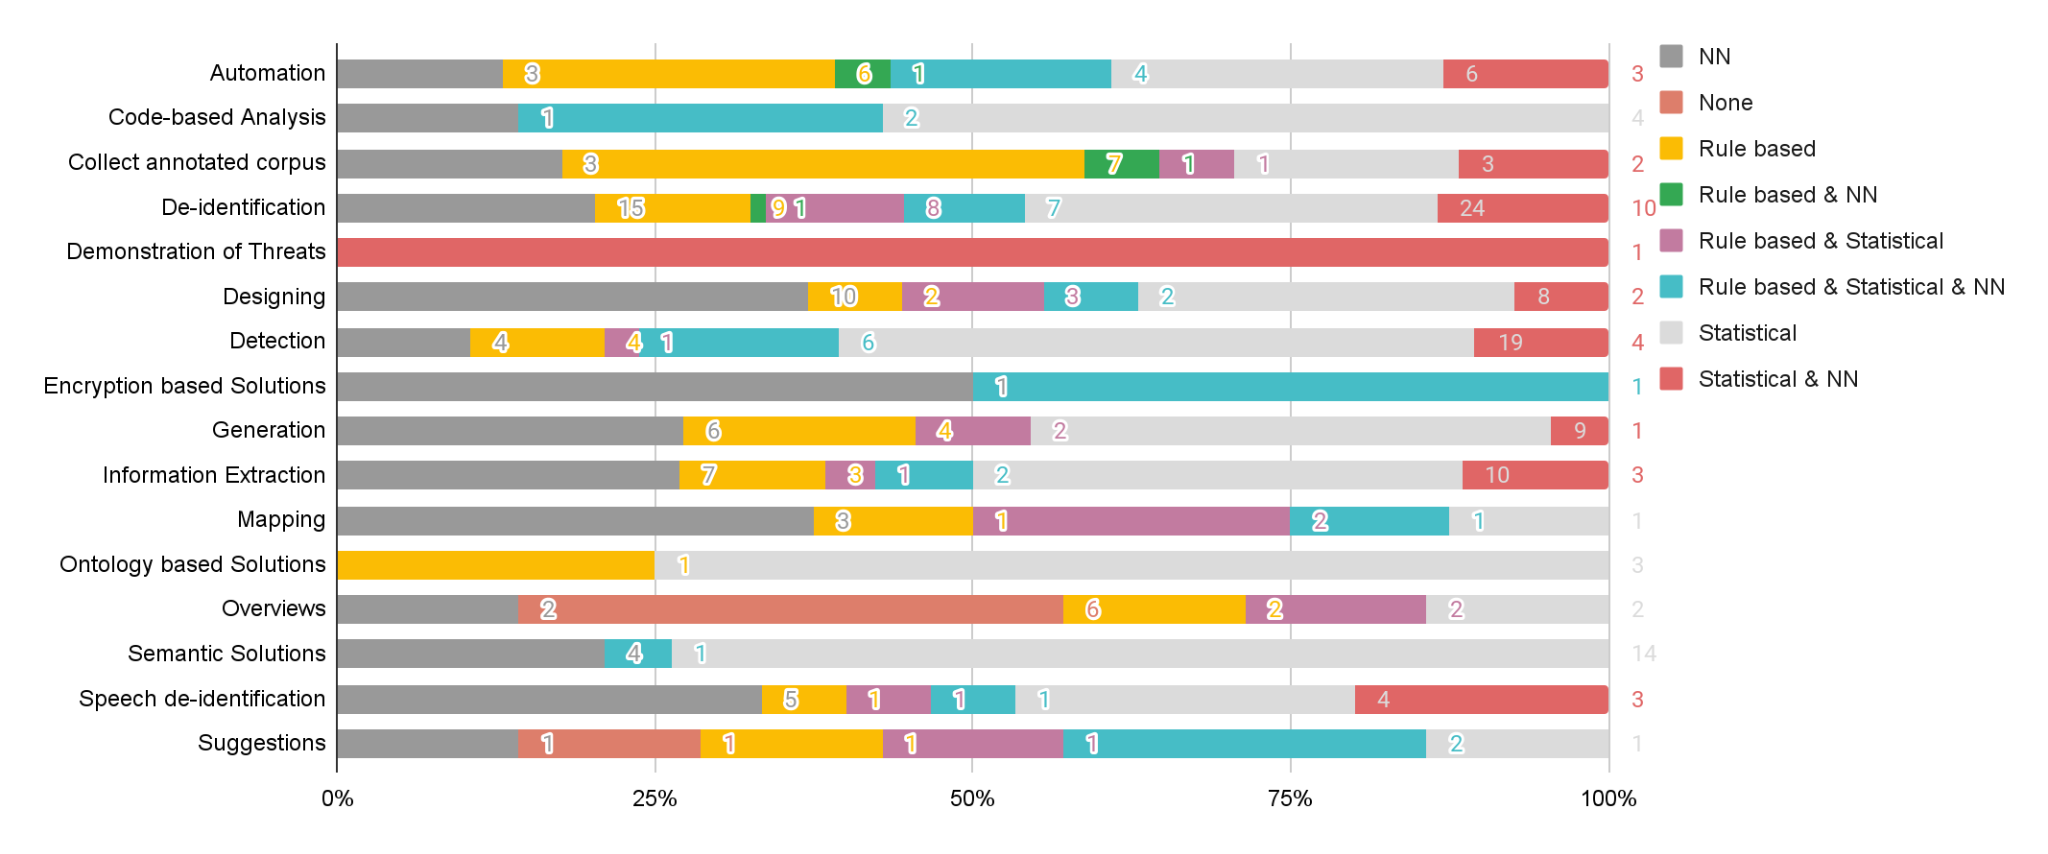 Automation 3 6 1 4 6 3
Code-based Analysis 1 2 4
Collect annotated corpus 3 7 1 1 3 2
De-identification 15 9 1 8 7 24 10
Demonstration of Threats 1
Designing 10 2 3 2 8 2
Detection 4 4 1 6 19 4
Encryption based Solutions 1 1
Generation 6 4 2 9 1
Information Extraction 7 3 1 2 10 3
Mapping 3 1 2 1 1
Ontology based Solutions 1 3
Overviews 2 6 2 2 2
Semantic Solutions 4 1 14
Speech de-identification 5 1 1 1 4 3
Suggestions 1 1 1 1 2 1
0% 25% 50% 75% 100%
NN
None
Rule based
Rule based & NN
Rule based & Statistical
Rule based & Statistical & NN
Statistical
Statistical & NN